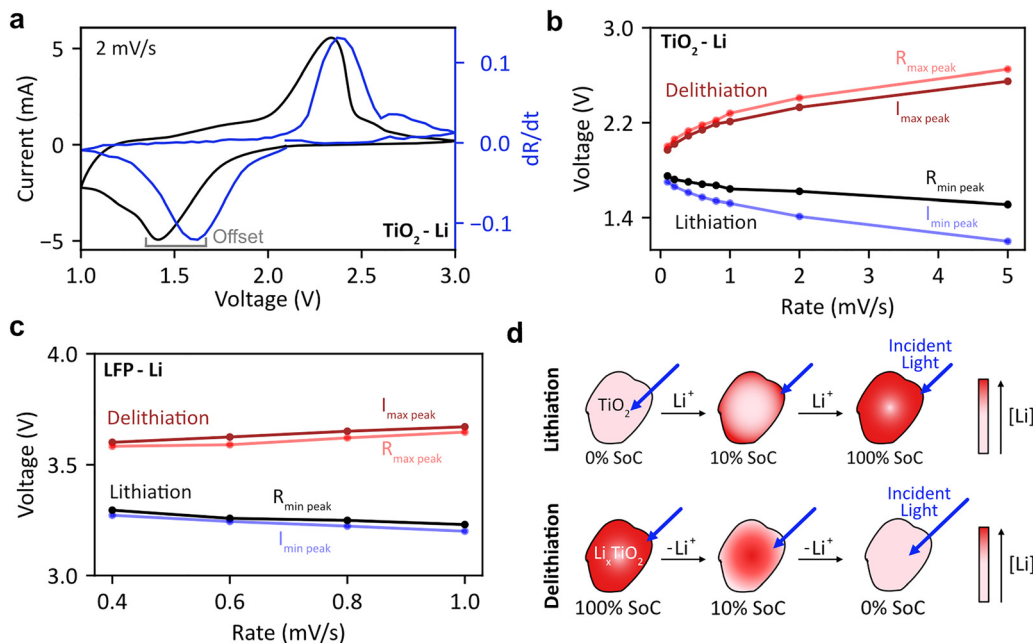 a
2 mV/s
Current (mA)
5
0
−5
dR/dt
0.1
0.0
−0.1
Offset
TiO2 - Li
1.0 1.5 2.0 2.5 3.0
Voltage (V)
b
TiO2 - Li
Voltage (V)
3.0
2.2
1.4
Rmax peak
Delithiation
Imax peak
Rmin peak
Lithiation
Imin peak
0 1 2 3 4 5
Rate (mV/s)
c
LFP - Li
Voltage (V)
4.0
3.5
3.0
Delithiation
Imax peak
Rmax peak
Lithiation
Rmin peak
Imin peak
0.4 0.6 0.8 1.0
Rate (mV/s)
d
Lithiation
Incident
Light
TiO2
Li+
Li+
[Li]
0% SoC
10% SoC
100% SoC
Delithiation
Incident
Light
LixTiO2
-Li+
-Li+
[Li]
100% SoC
10% SoC
0% SoC